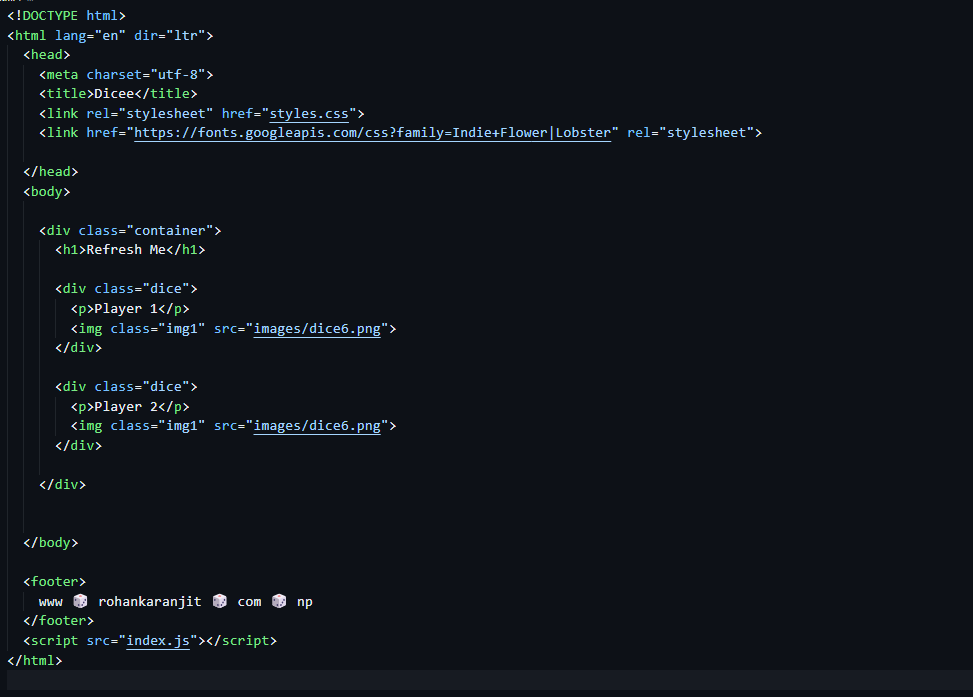 <!DOCTYPE html>
<html lang="en" dir="ltr">
<head>
<meta charset="utf-8">
<title>Dicee</title>
<link rel="stylesheet" href="styles.css">
<link href="https://fonts.googleapis.com/css?family=Indie+Flower|Lobster" rel="stylesheet">
</head>
<body>
<div class="container">
<h1>Refresh Me</h1>
<div class="dice">
<p>Player 1</p>
<img class="img1" src="images/dice6.png">
</div>
<div class="dice">
<p>Player 2</p>
<img class="img1" src="images/dice6.png">
</div>
</div>
</body>
<footer>
www 🎲 rohankaranjit 🎲 com 🎲 np
</footer>
<script src="index.js"></script>
</html>